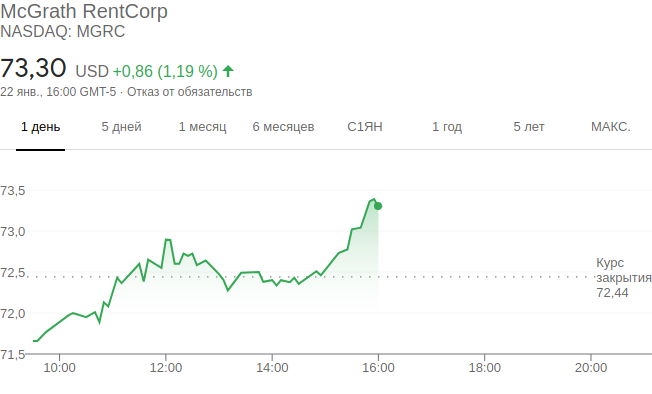 McGrath RentCorp
NASDAQ: MGRC
73,30 USD +0,86 (1,19 %)
22 янв., 16:00 GMT-5 · Отказ от обязательств
1 день 5 дней 1 месяц 6 месяцев С1ЯН 1 год 5 лет МАКС.
73,5
73,0
72,5
72,0
71,5
Курс
закрытия
72,44
10:00 12:00 14:00 16:00 18:00 20:00